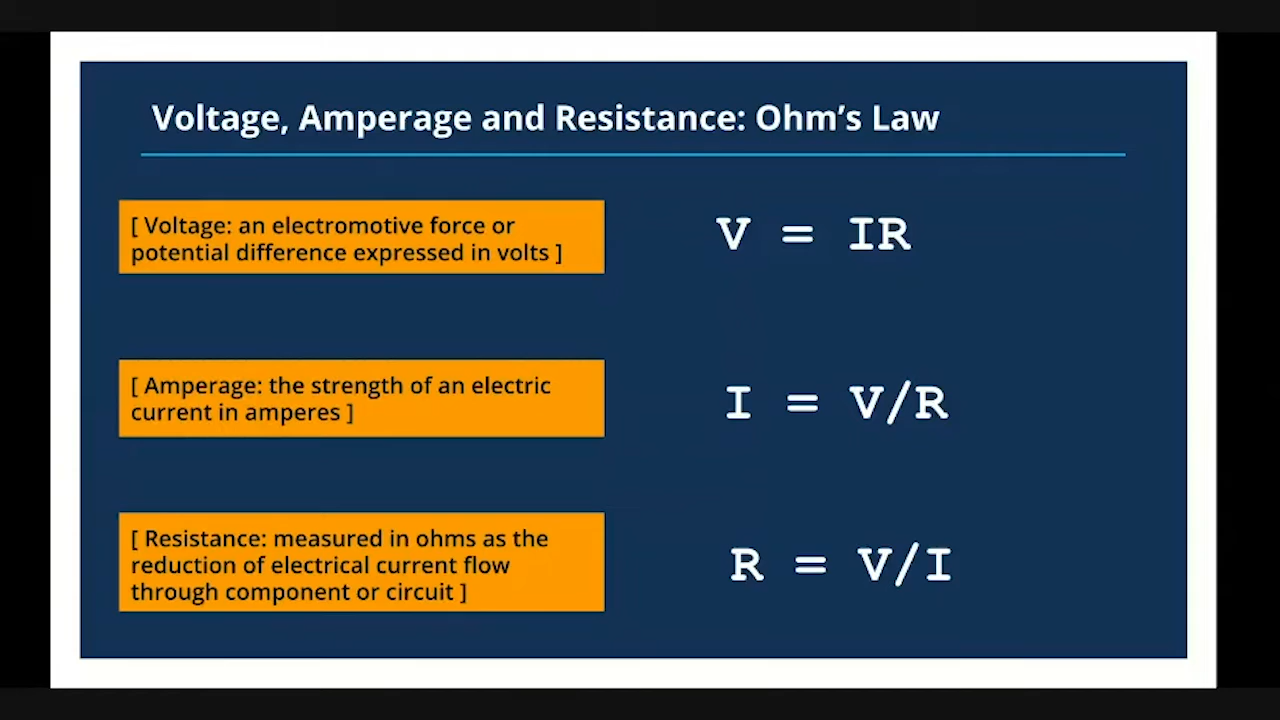 Voltage, Amperage and Resistance: Ohm’s Law
[ Voltage: an electromotive force or
potential difference expressed in volts ]
V = IR
[ Amperage: the strength of an electric
current in amperes ]
I = V/R
[ Resistance: measured in ohms as the
reduction of electrical current flow
through component or circuit ]
R = V/I